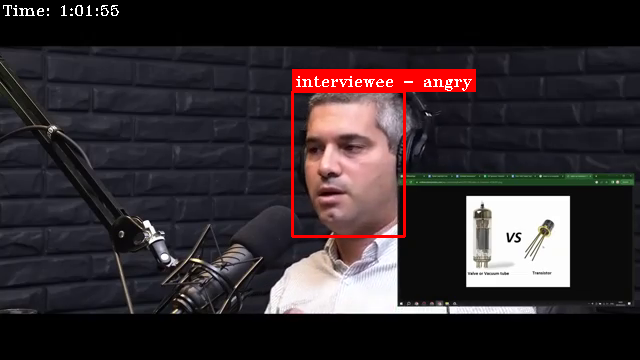 Time: 1:01:55
interviewee - angry
VS
Valve or Vacuum tube
Transistor